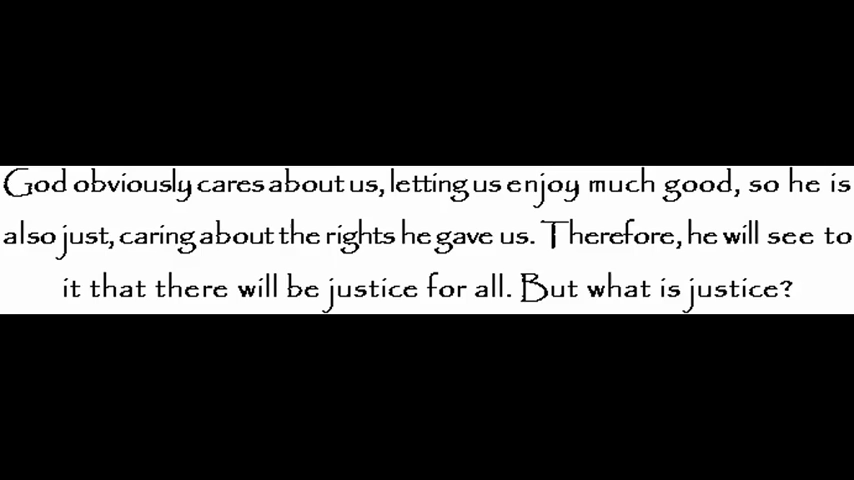 God obviously cares about us, letting us enjoy much good, so he is
also just, caring about the rights he gave us. Therefore, he will see to
it that there will be justice for all. But what is justice?